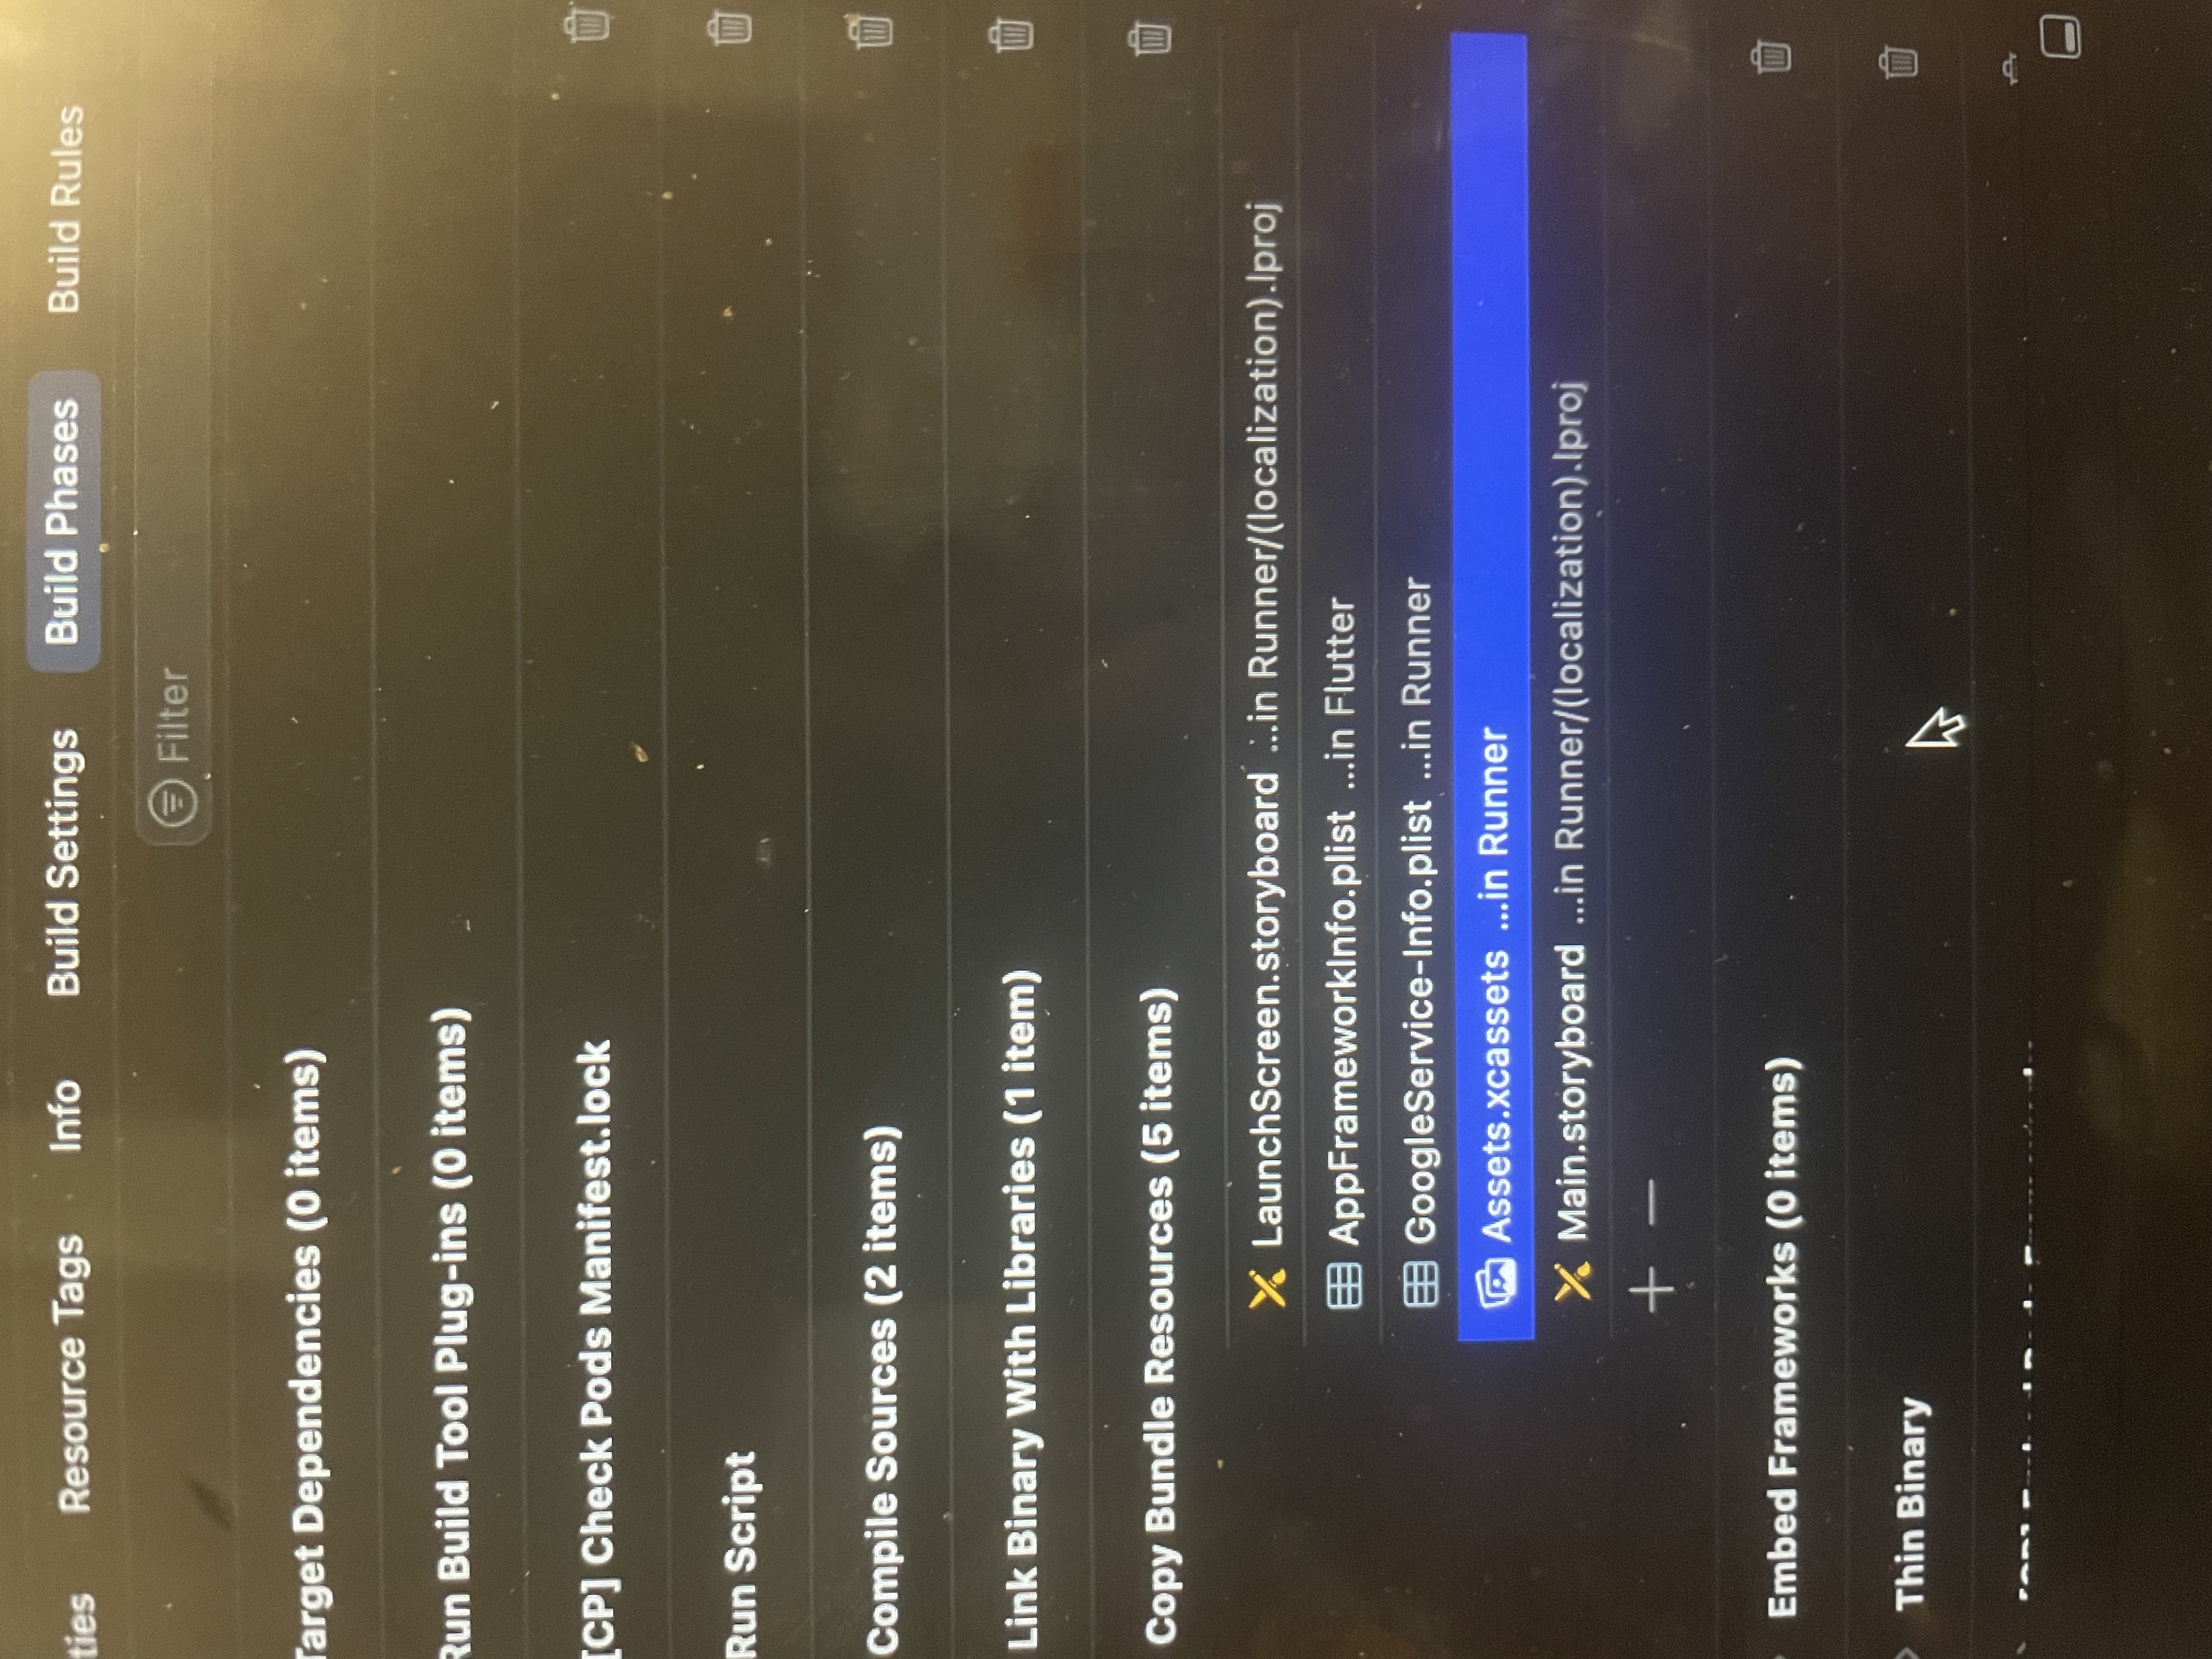 ties Resource Tags Info Build Settings Build Phases Build Rules
Filter
Target Dependencies (0 items)
Run Build Tool Plug-ins (0 items)
[CP] Check Pods Manifest.lock
Run Script
Compile Sources (2 items)
Link Binary With Libraries (1 item)
Copy Bundle Resources (5 items)
LaunchScreen.storyboard ...in Runner/(localization).lproj
AppFrameworkInfo.plist ...in Flutter
GoogleService-Info.plist ...in Runner
Assets.xcassets ...in Runner
Main.storyboard ...in Runner/(localization).lproj
Embed Frameworks (0 items)
Thin Binary